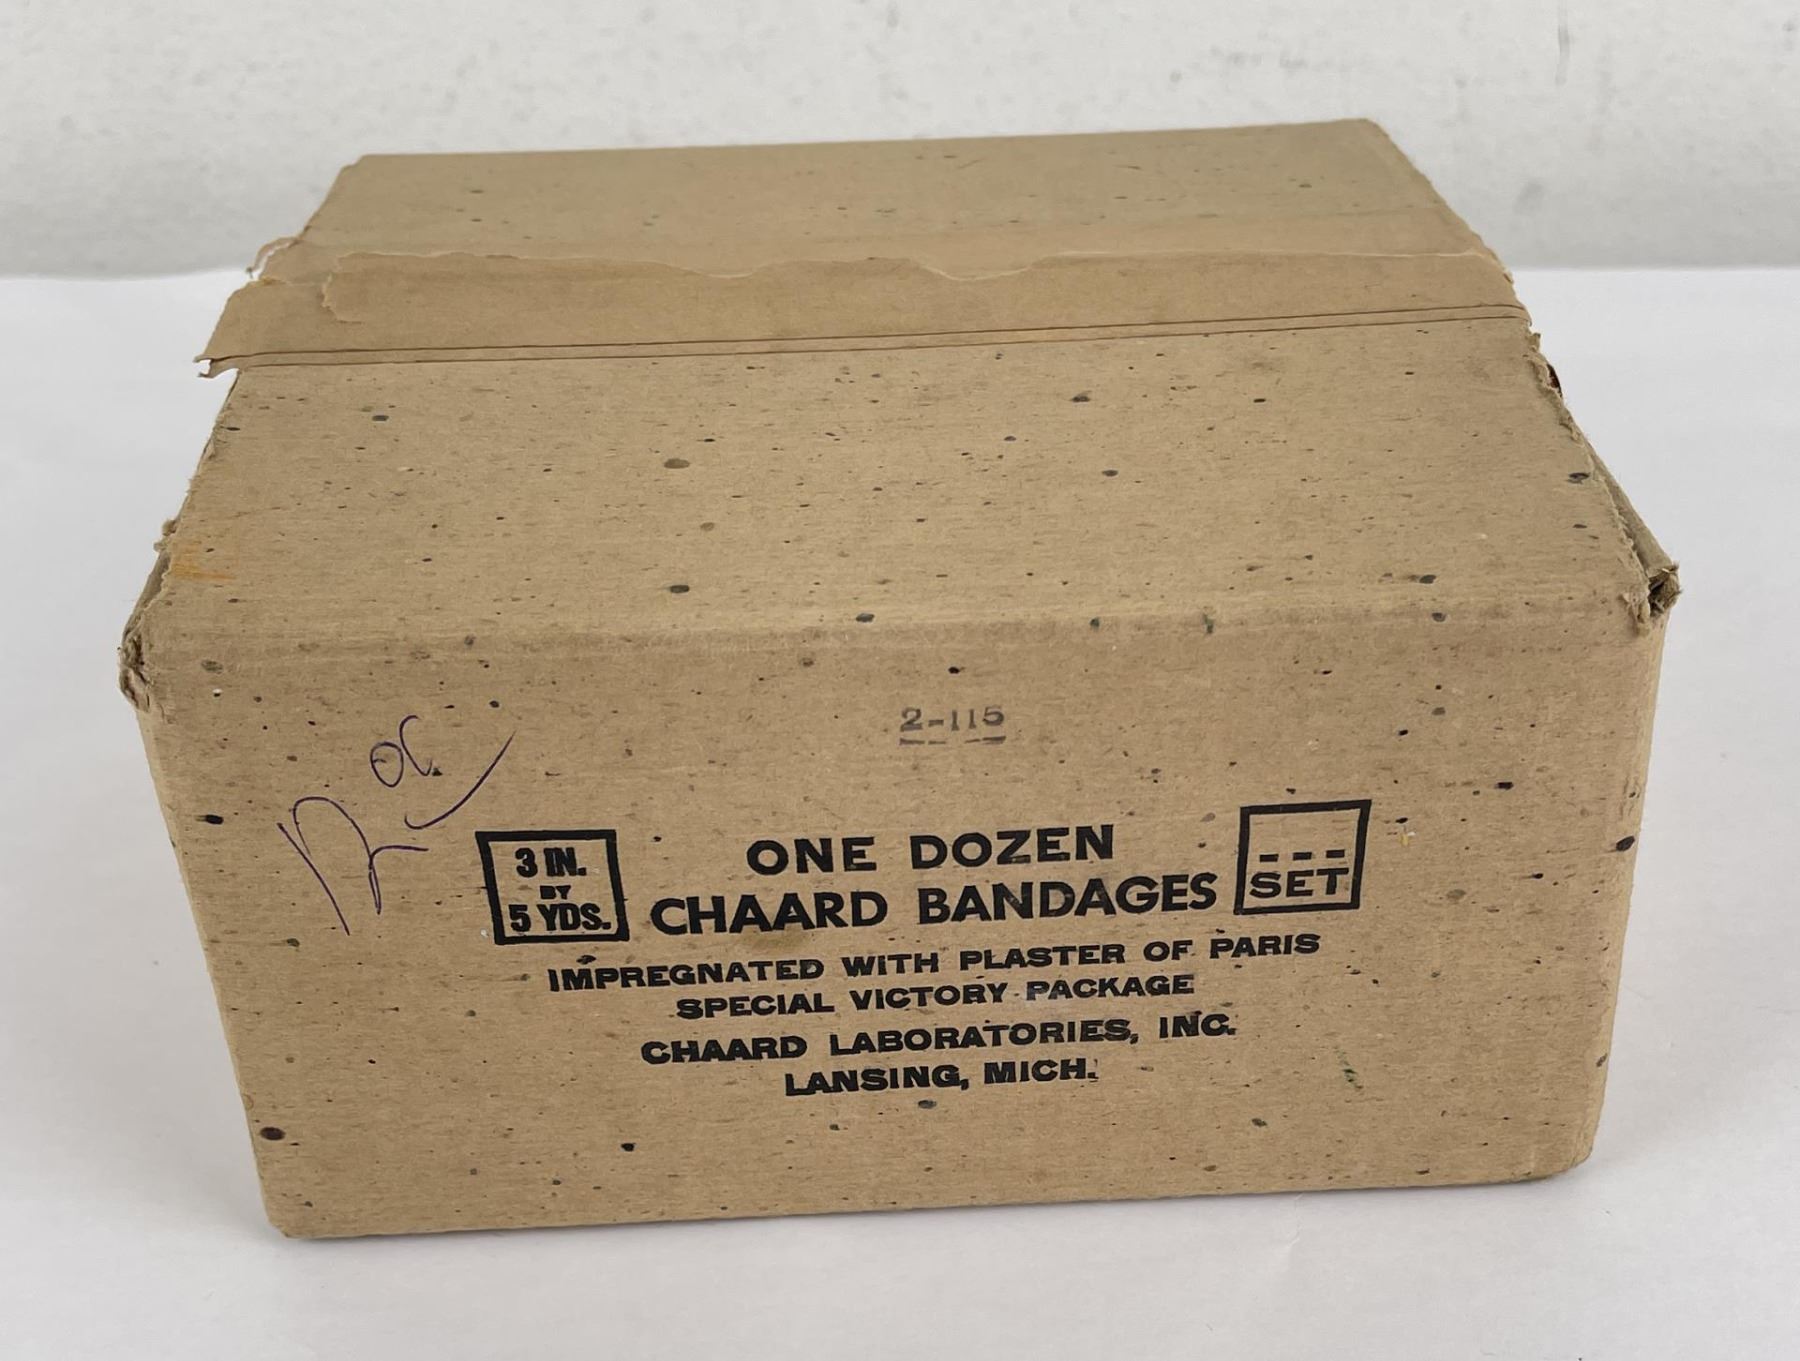 2-115
3 IN.
BY
5 YDS.
ONE DOZEN
CHAARD BANDAGES
---
SET
IMPREGNATED WITH PLASTER OF PARIS
SPECIAL VICTORY PACKAGE
CHAARD LABORATORIES, INC.
LANSING, MICH.